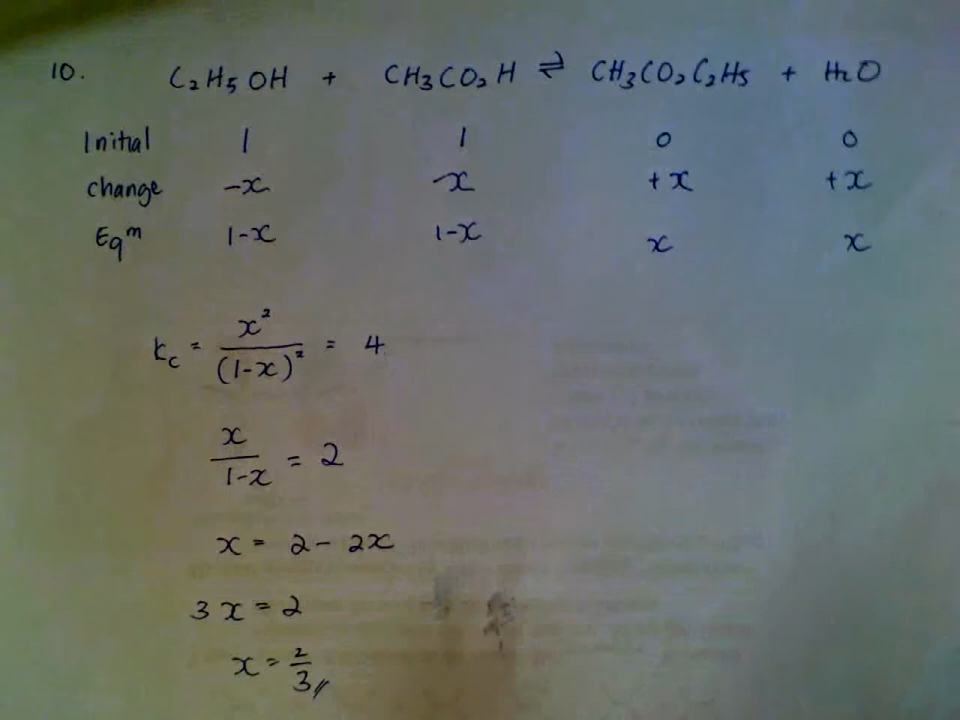 10. C₂H₅OH + CH₃CO₂H ⇌ CH₃CO₂C₂H₅ + H₂O
Initial 1 1 0 0
change -x -x +x +x
Eqᵐ 1-x 1-x x x
Kc = x²/(1-x)² = 4
x/(1-x) = 2
x = 2 - 2x
3x = 2
x = 2/3 //